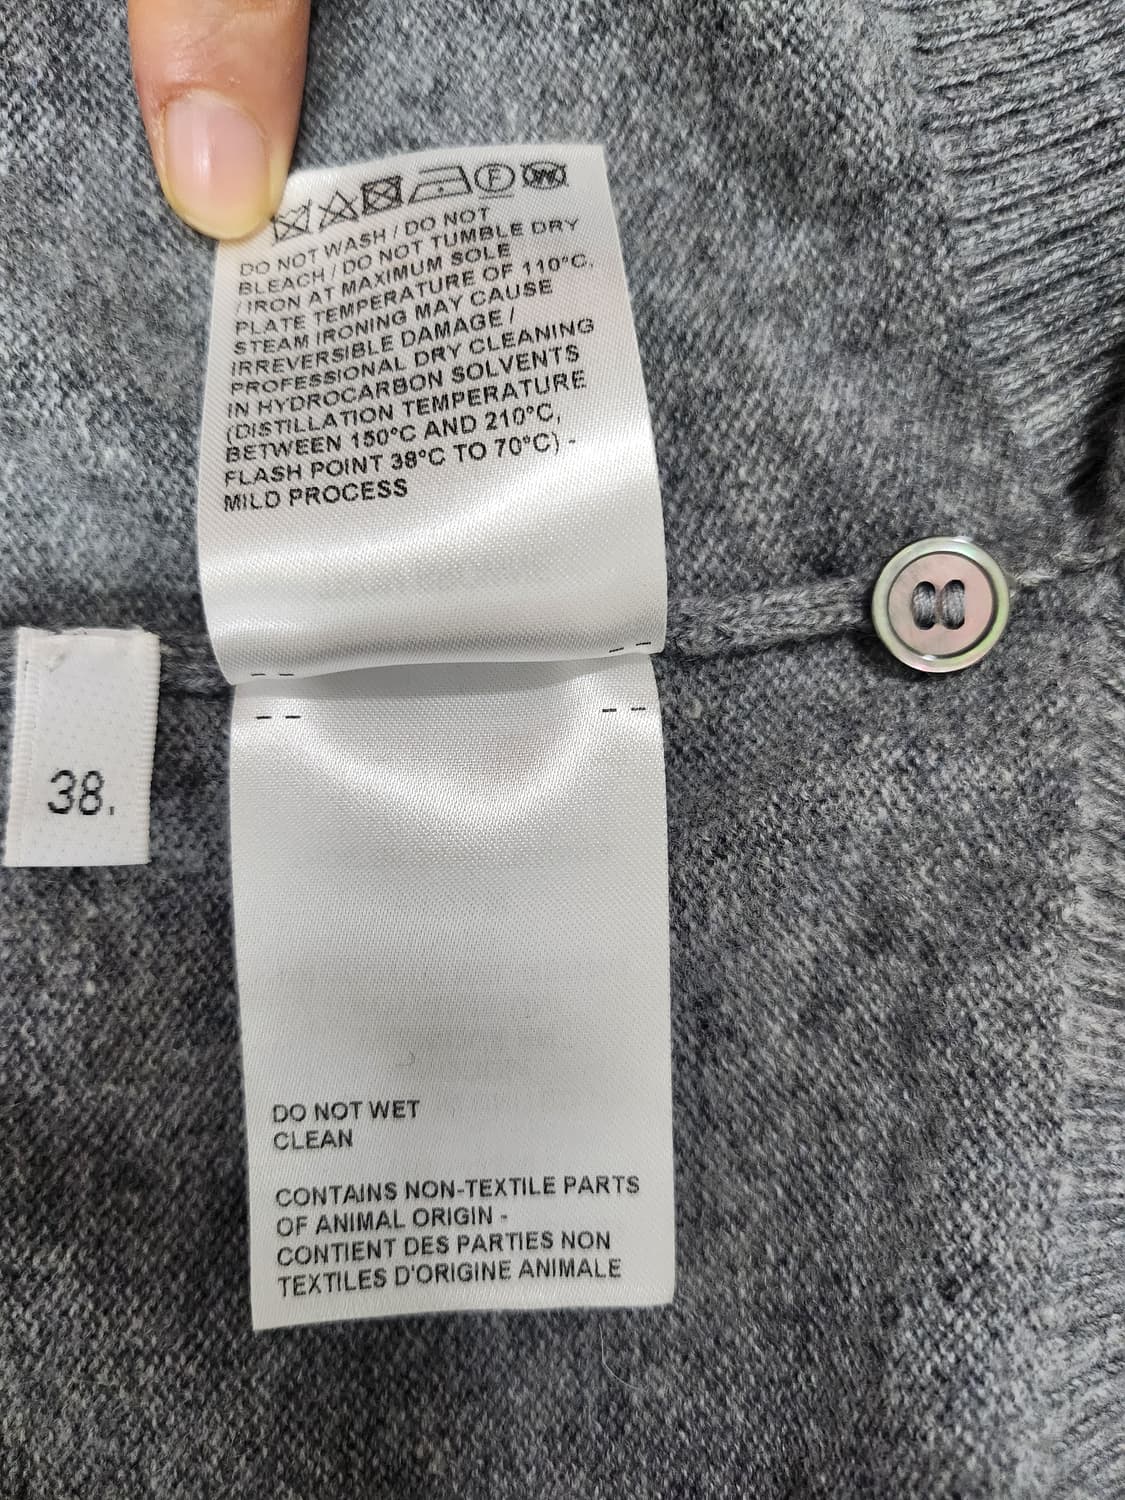 F W
DO NOT WASH / DO NOT
BLEACH / DO NOT TUMBLE DRY
/ IRON AT MAXIMUM SOLE
PLATE TEMPERATURE OF 110°C,
STEAM IRONING MAY CAUSE
IRREVERSIBLE DAMAGE /
PROFESSIONAL DRY CLEANING
IN HYDROCARBON SOLVENTS
(DISTILLATION TEMPERATURE
BETWEEN 150°C AND 210°C,
FLASH POINT 38°C TO 70°C) -
MILD PROCESS
38.
DO NOT WET
CLEAN
CONTAINS NON-TEXTILE PARTS
OF ANIMAL ORIGIN -
CONTIENT DES PARTIES NON
TEXTILES D'ORIGINE ANIMALE